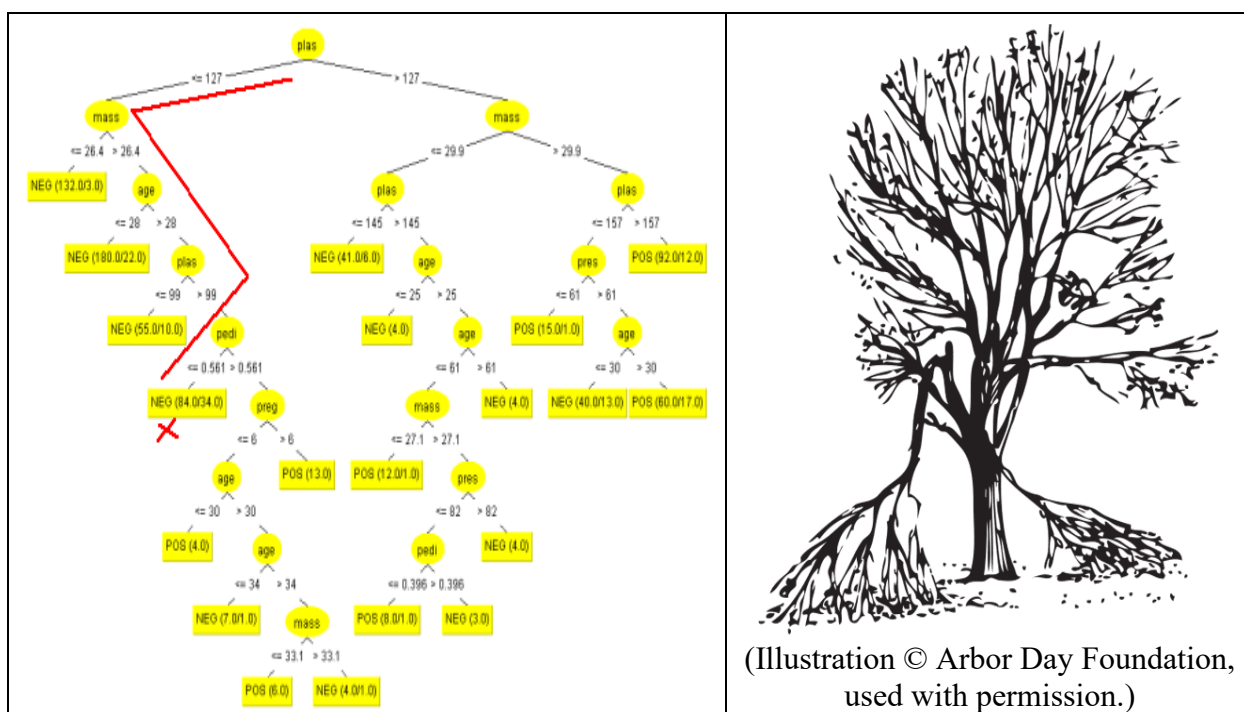 plas
<= 127 > 127
mass mass
<= 26.4 > 26.4 <= 29.9 > 29.9
NEG (132.0/3.0) age plas plas
<= 28 > 28 <= 145 > 145 <= 157 > 157
NEG (180.0/22.0) plas NEG (41.0/6.0) age pres POS (92.0/12.0)
<= 99 > 99 <= 25 > 25 <= 61 > 61
NEG (55.0/10.0) pedi NEG (4.0) age POS (15.0/1.0) age
<= 0.561 > 0.561 <= 61 > 61 <= 30 > 30
NEG (84.0/34.0) preg mass NEG (4.0) NEG (40.0/13.0) POS (60.0/17.0)
<= 6 > 6 <= 27.1 > 27.1
age POS (13.0) POS (12.0/1.0) pres
<= 30 > 30 <= 82 > 82
POS (4.0) age pedi NEG (4.0)
<= 34 > 34 <= 0.396 > 0.396
NEG (7.0/1.0) mass POS (8.0/1.0) NEG (3.0)
<= 33.1 > 33.1
POS (6.0) NEG (4.0/1.0)
(Illustration © Arbor Day Foundation,
used with permission.)